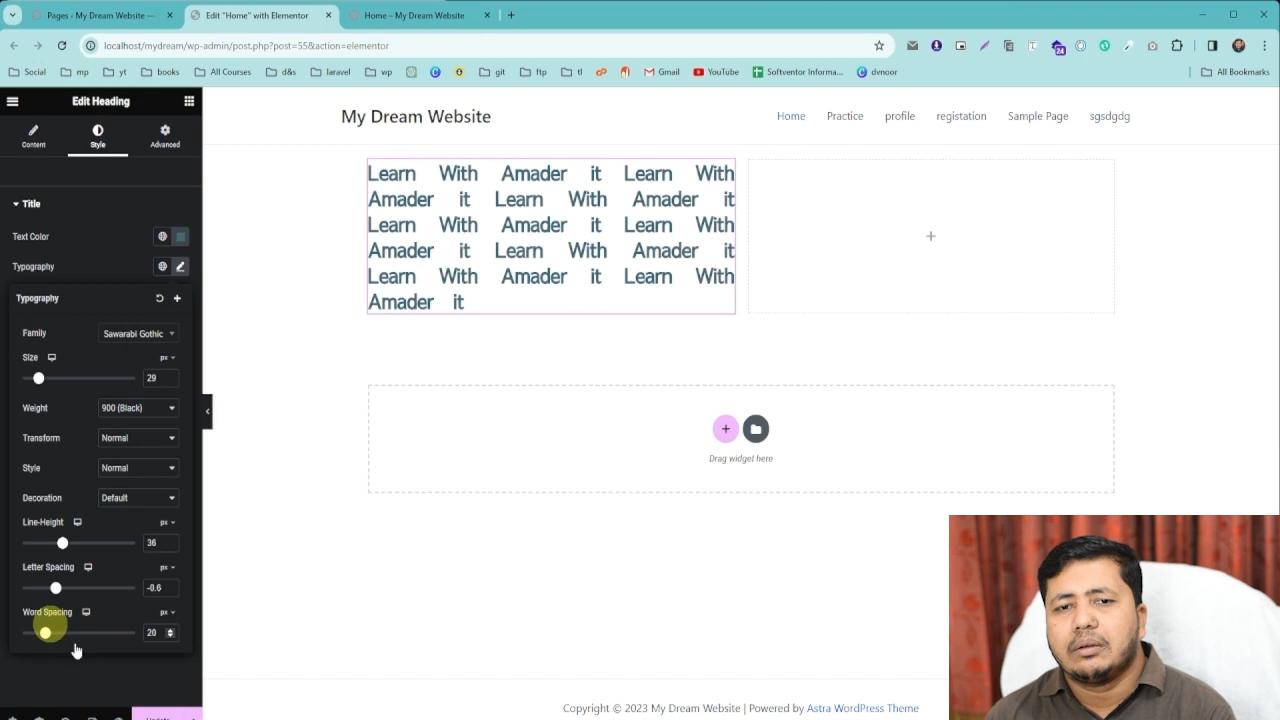 Pages ‹ My Dream Website —
Edit "Home" with Elementor
Home – My Dream Website
localhost/mydream/wp-admin/post.php?post=55&action=elementor
24
Social
mp
yt
books
All Courses
d&s
laravel
wp
git
ftp
tl
Gmail
YouTube
Softventor Informa...
dvnoor
All Bookmarks
Edit Heading
Content
Style
Advanced
Title
Text Color
Typography
Typography
Family
Sawarabi Gothic
Size
px
29
Weight
900 (Black)
Transform
Normal
Style
Normal
Decoration
Default
Line-Height
px
36
Letter Spacing
px
-0.6
Word Spacing
px
20
My Dream Website
Home
Practice
profile
registation
Sample Page
sgsdgdg
Learn With Amader it Learn With
Amader it Learn With Amader it
Learn With Amader it Learn With
Amader it Learn With Amader it
Learn With Amader it Learn With
Amader it
Drag widget here
Copyright © 2023 My Dream Website | Powered by Astra WordPress Theme